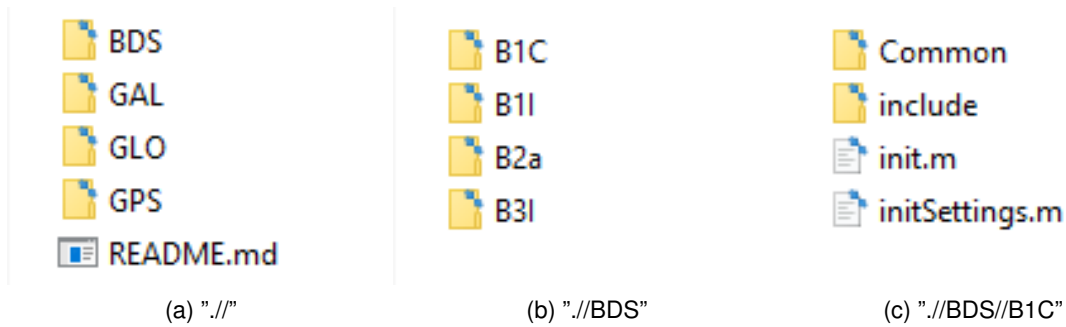 BDS
GAL
GLO
GPS
README.md
(a) ”.//”
B1C
B1I
B2a
B3I
(b) ”.//BDS”
Common
include
init.m
initSettings.m
(c) ”.//BDS//B1C”